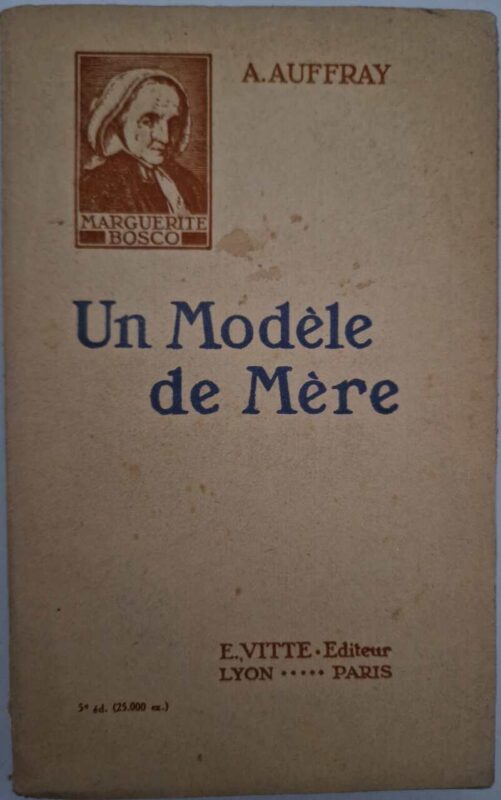 A. AUFFRAY
MARGUERITE
BOSCO
Un Modèle
de Mère
E. VITTE · Editeur
LYON ····· PARIS
5e éd. (25.000 ex.)